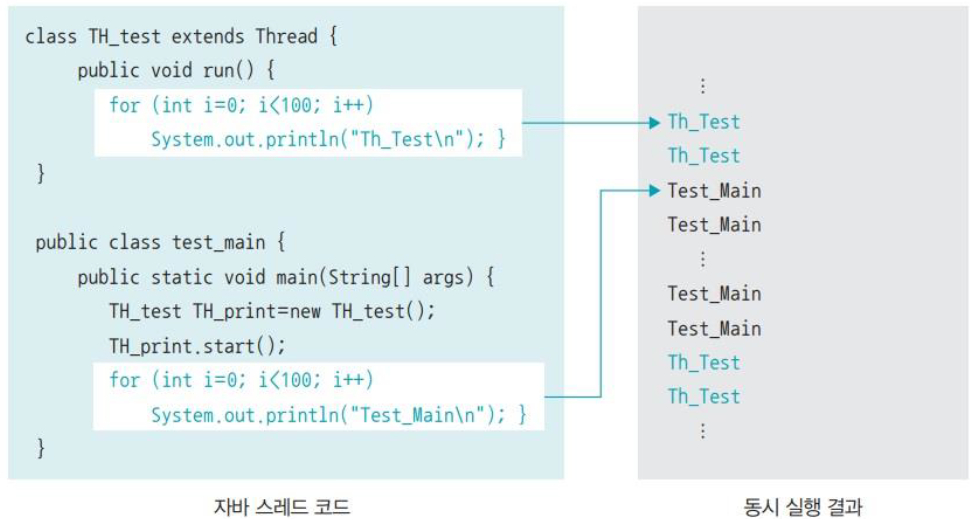 class TH_test extends Thread {
public void run() {
for (int i=0; i<100; i++)
System.out.println("Th_Test\n"); }
}
public class test_main {
public static void main(String[] args) {
TH_test TH_print=new TH_test();
TH_print.start();
for (int i=0; i<100; i++)
System.out.println("Test_Main\n"); }
}
자바 스레드 코드
⋮
Th_Test
Th_Test
Test_Main
Test_Main
⋮
Test_Main
Test_Main
Th_Test
Th_Test
⋮
동시 실행 결과